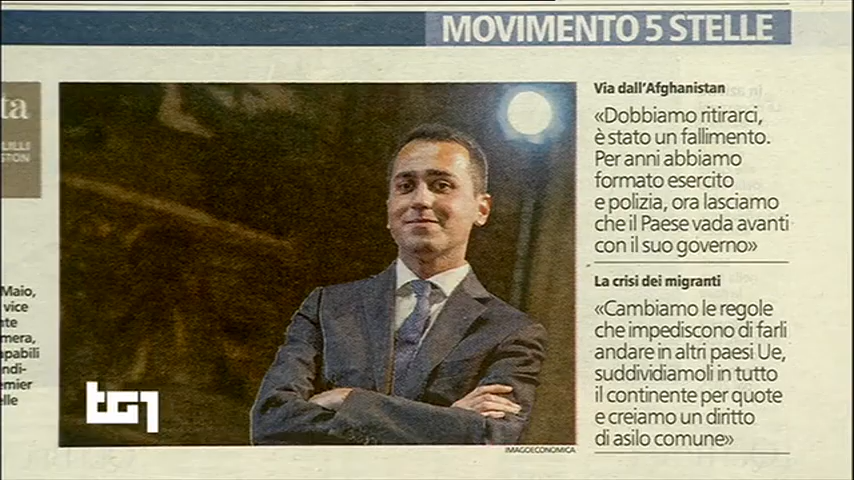 MOVIMENTO 5 STELLE
ta
LILLI
STON
Maio,
vice
nte
mera,
apabili
ndi-
emier
elle
tg1
IMAGOECONOMICA
Via dall'Afghanistan
«Dobbiamo ritirarci,
è stato un fallimento.
Per anni abbiamo
formato esercito
e polizia, ora lasciamo
che il Paese vada avanti
con il suo governo»
La crisi dei migranti
«Cambiamo le regole
che impediscono di farli
andare in altri paesi Ue,
suddividiamoli in tutto
il continente per quote
e creiamo un diritto
di asilo comune»